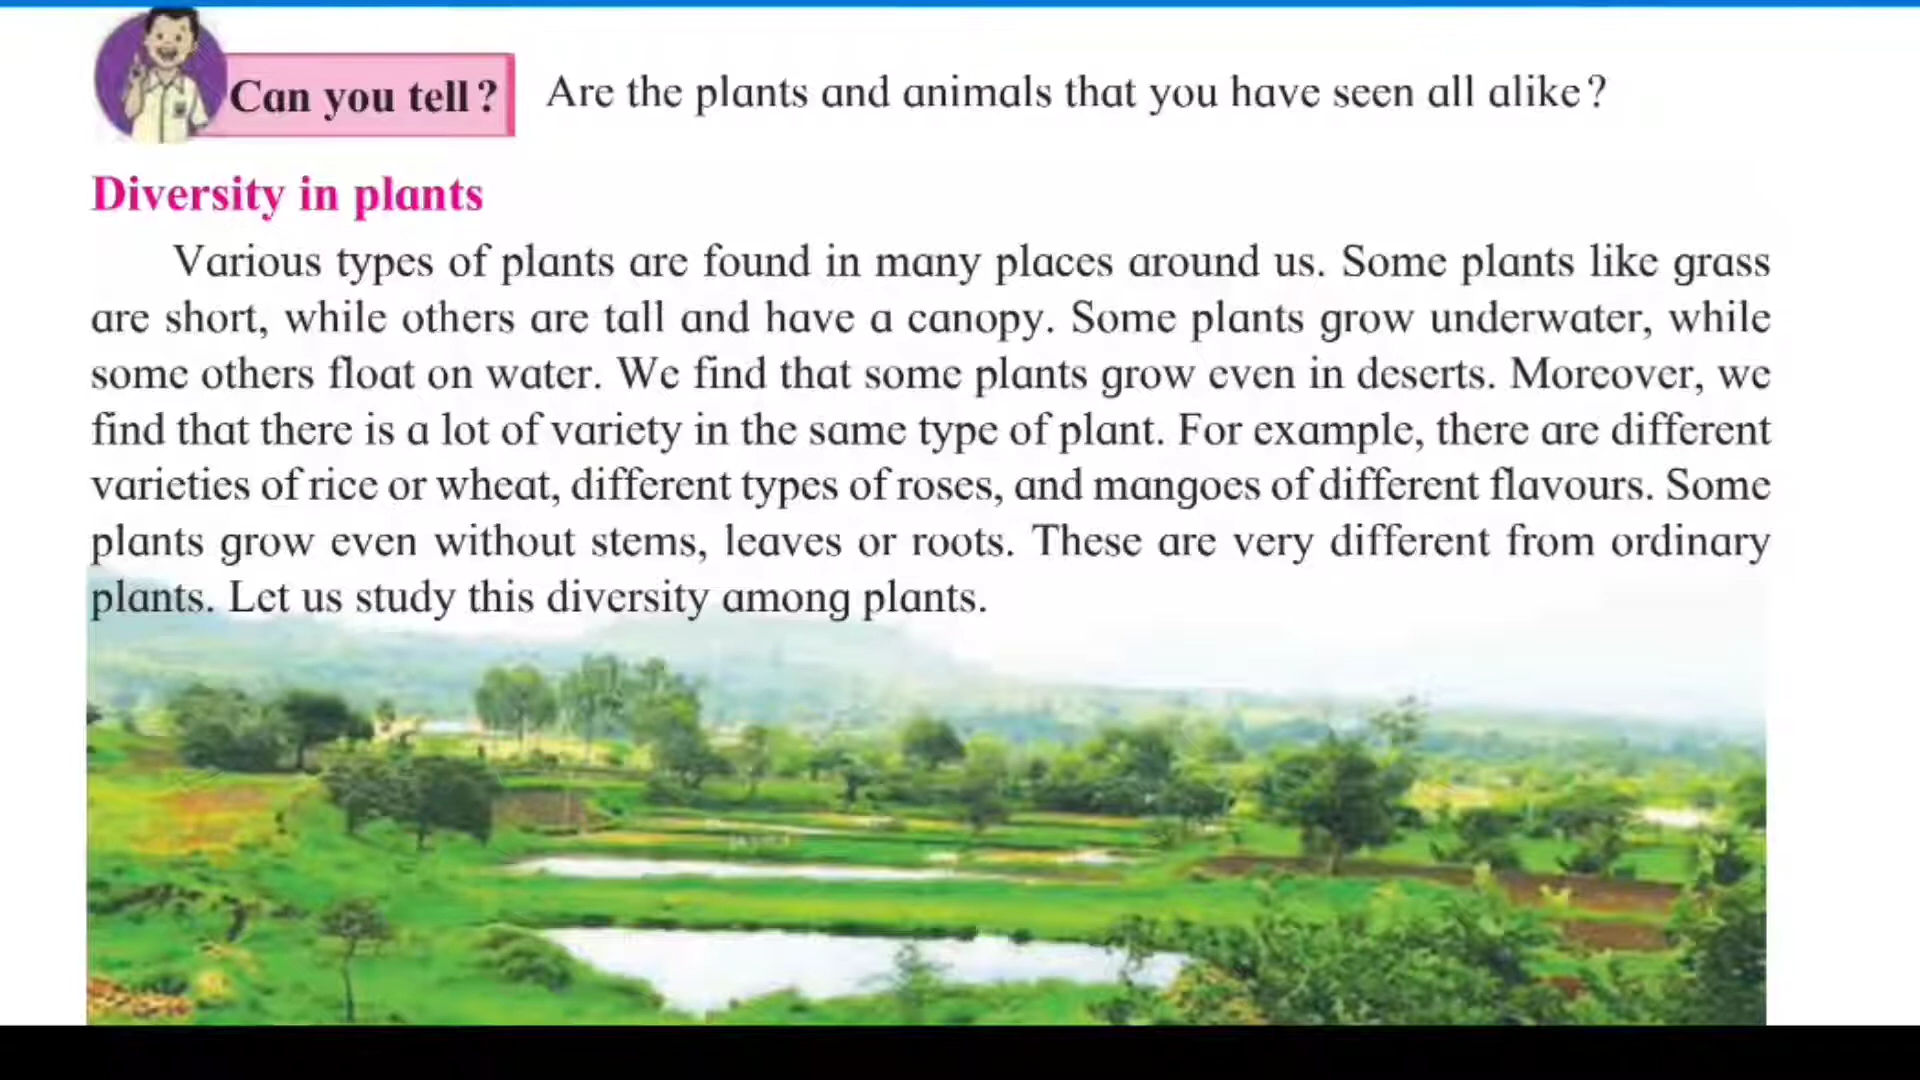 Can you tell? Are the plants and animals that you have seen all alike?
Diversity in plants
Various types of plants are found in many places around us. Some plants like grass
are short, while others are tall and have a canopy. Some plants grow underwater, while
some others float on water. We find that some plants grow even in deserts. Moreover, we
find that there is a lot of variety in the same type of plant. For example, there are different
varieties of rice or wheat, different types of roses, and mangoes of different flavours. Some
plants grow even without stems, leaves or roots. These are very different from ordinary
plants. Let us study this diversity among plants.